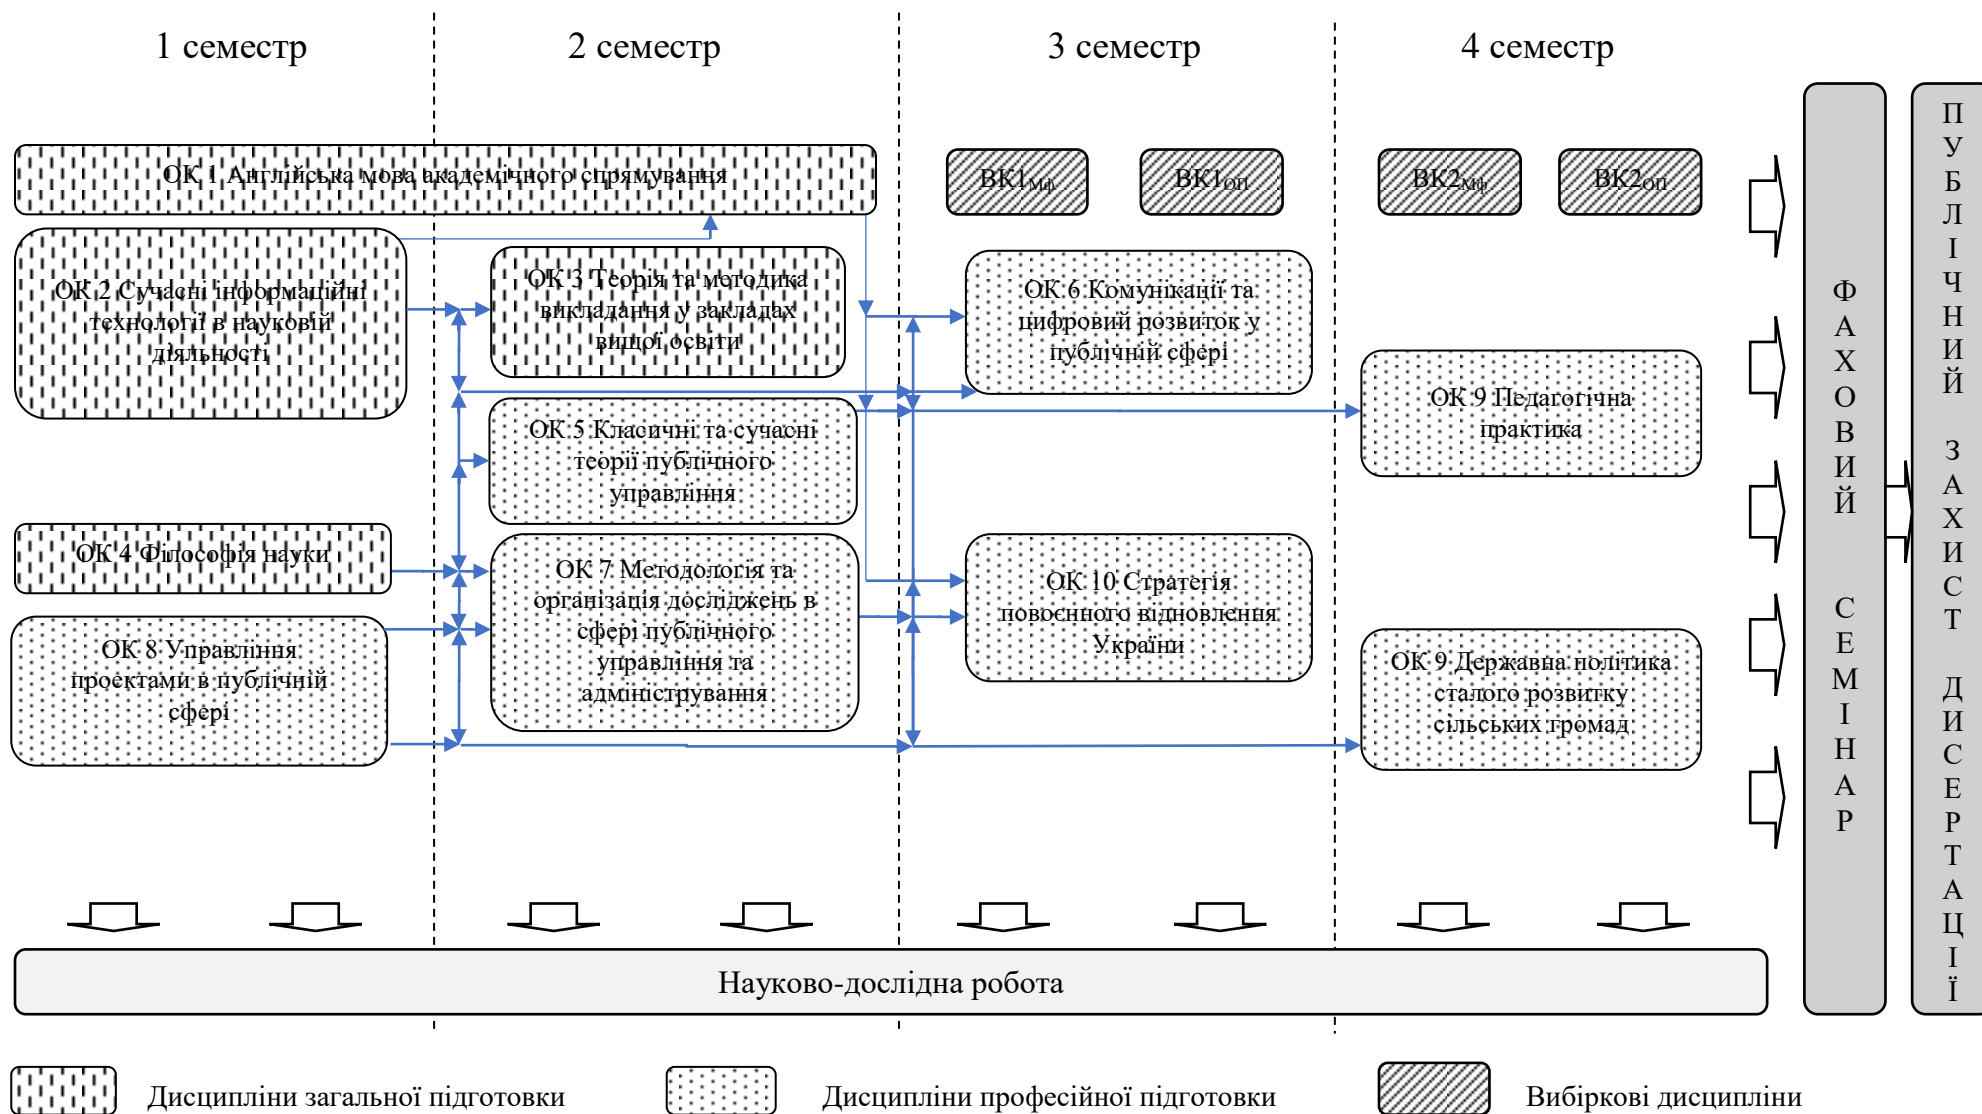 1 семестр
2 семестр
3 семестр
4 семестр
ОК 1 Англійська мова академічного спрямування
ВК1Мф
ВК1ОП
ВК2Мф
ВК2ОП
ОК 2 Сучасні інформаційні
технології в науковій
діяльності
ОК 3 Теорія та методика
викладання у закладах
вищої освіти
ОК 6 Комунікації та
цифровий розвиток у
публічній сфері
ОК 9 Педагогічна
практика
ОК 5 Класичні та сучасні
теорії публічного
управління
ОК 4 Філософія науки
ОК 7 Методологія та
організація досліджень в
сфері публічного
управління та
адміністрування
ОК 10 Стратегія
повоєнного відновлення
України
ОК 8 Управління
проєктами в публічній
сфері
ОК 9 Державна політика
сталого розвитку
сільських громад
ФАХОВИЙ СЕМІНАР
ПУБЛІЧНИЙ ЗАХИСТ ДИСЕРТАЦІЇ
Науково-дослідна робота
Дисципліни загальної підготовки
Дисципліни професійної підготовки
Вибіркові дисципліни